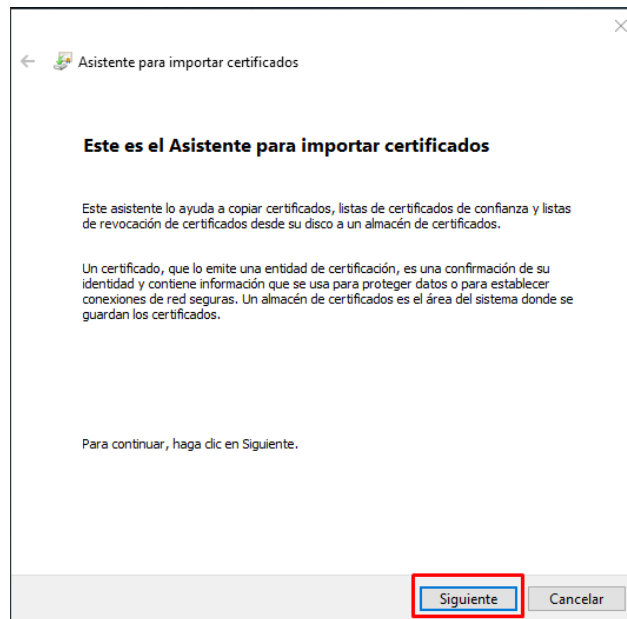 Asistente para importar certificados
Este es el Asistente para importar certificados
Este asistente lo ayuda a copiar certificados, listas de certificados de confianza y listas
de revocación de certificados desde su disco a un almacén de certificados.
Un certificado, que lo emite una entidad de certificación, es una confirmación de su
identidad y contiene información que se usa para proteger datos o para establecer
conexiones de red seguras. Un almacén de certificados es el área del sistema donde se
guardan los certificados.
Para continuar, haga clic en Siguiente.
Siguiente
Cancelar